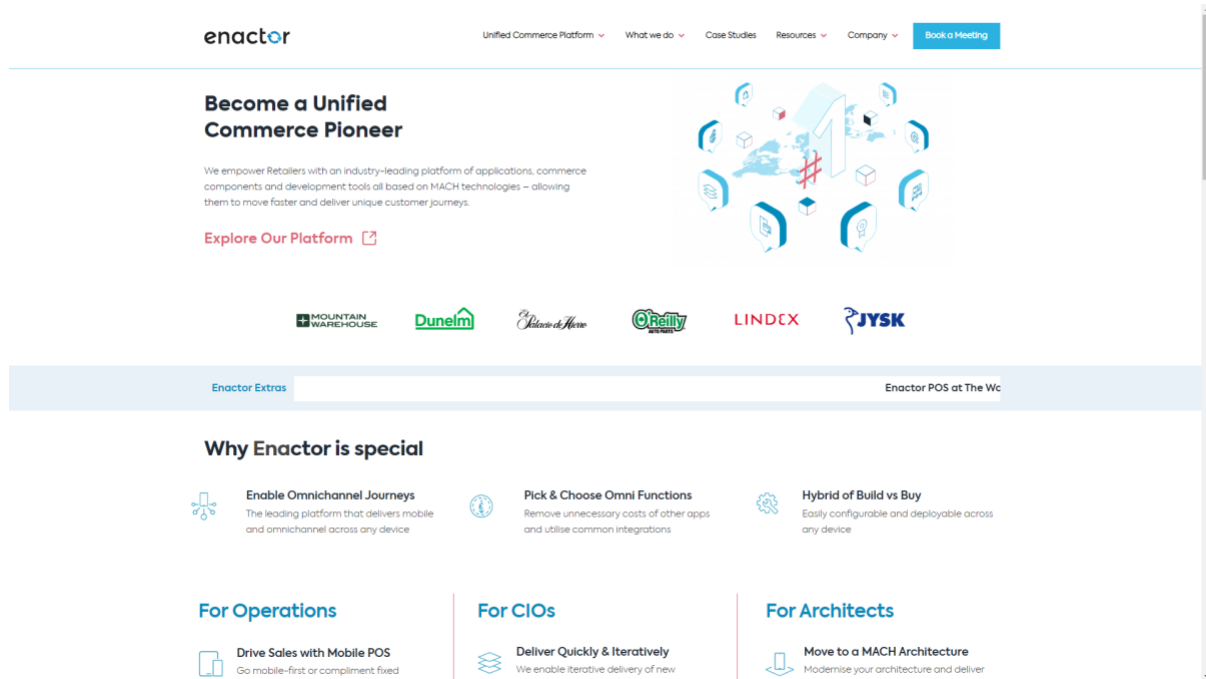 enactor
Unified Commerce Platform
What we do
Case Studies
Resources
Company
Book a Meeting
Become a Unified
Commerce Pioneer
We empower Retailers with an industry-leading platform of applications, commerce
components and development tools all based on MACH technologies – allowing
them to move faster and deliver unique customer journeys.
Explore Our Platform
#1
MOUNTAIN
WAREHOUSE
Dunelm
El
Palacio de Hierro
O'Reilly
AUTO PARTS
LINDEX
JYSK
Enactor Extras
Enactor POS at The Wo
Why Enactor is special
Enable Omnichannel Journeys
The leading platform that delivers mobile
and omnichannel across any device
Pick & Choose Omni Functions
Remove unnecessary costs of other apps
and utilise common integrations
Hybrid of Build vs Buy
Easily configurable and deployable across
any device
For Operations
Drive Sales with Mobile POS
Go mobile-first or compliment fixed
For CIOs
Deliver Quickly & Iteratively
We enable iterative delivery of new
For Architects
Move to a MACH Architecture
Modernise your architecture and deliver